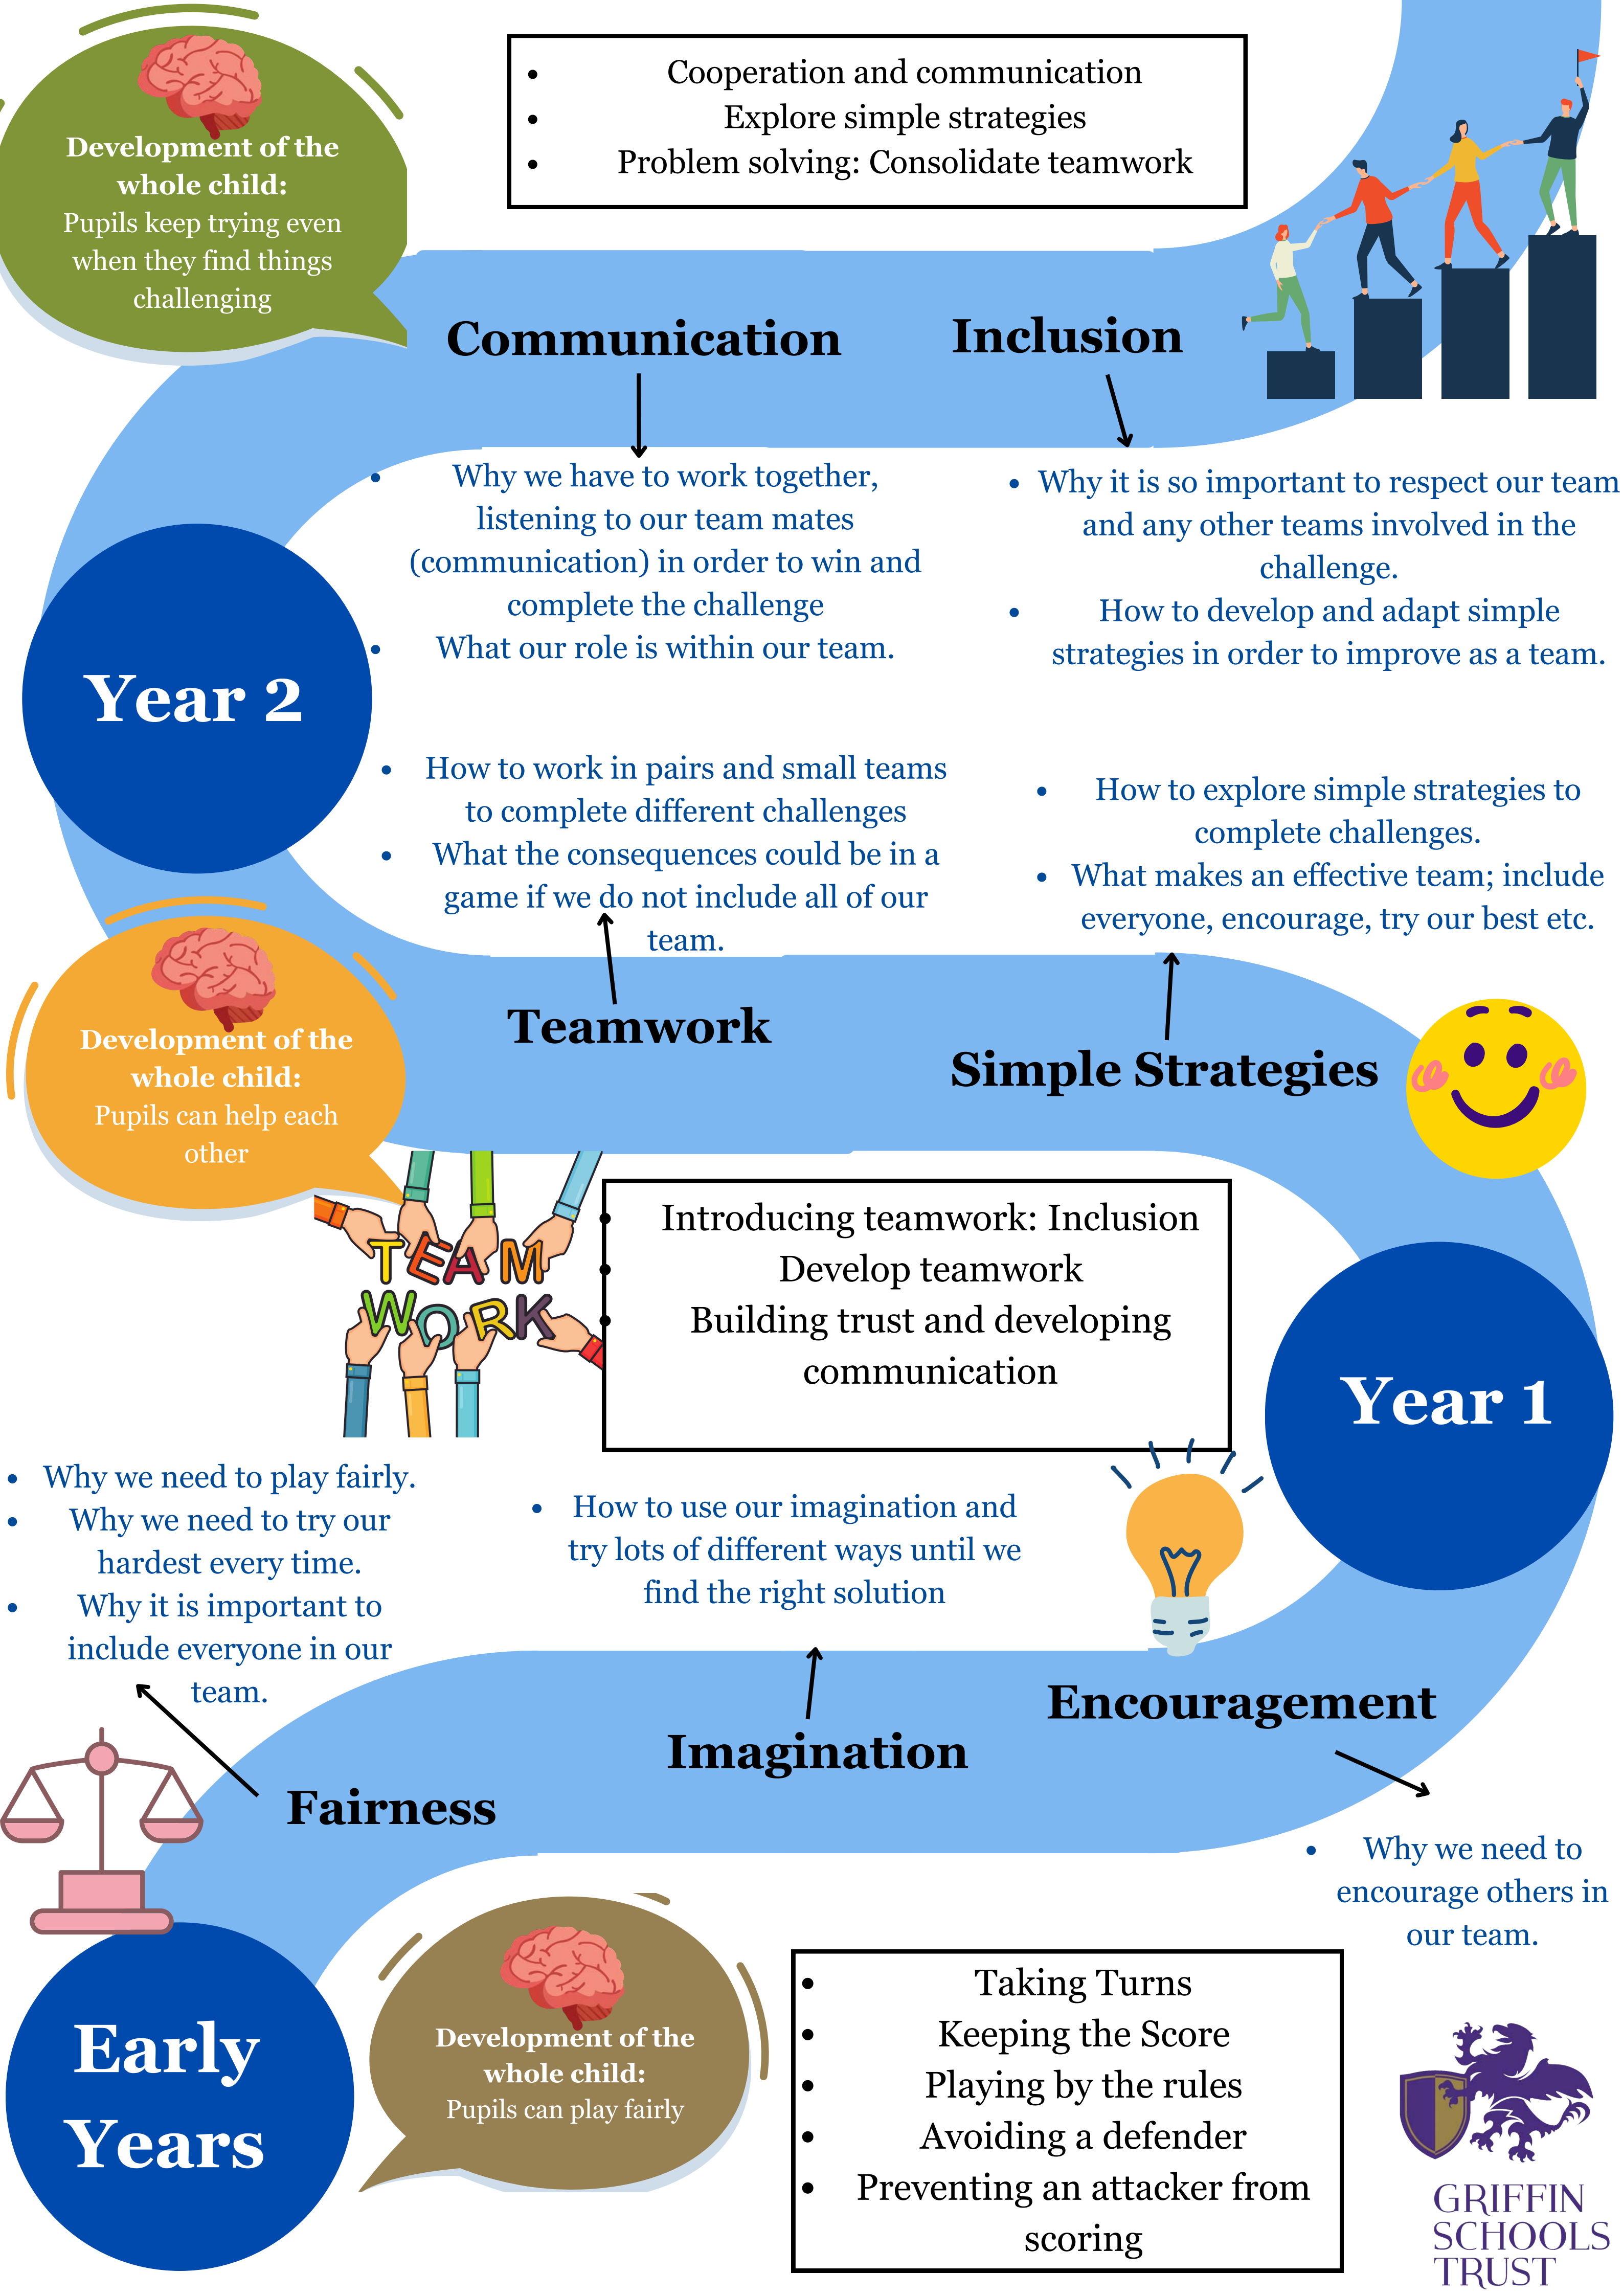 Development of the
whole child:
Pupils keep trying even
when they find things
challenging
• Cooperation and communication
• Explore simple strategies
• Problem solving: Consolidate teamwork
Communication
Inclusion
• Why we have to work together,
listening to our team mates
(communication) in order to win and
complete the challenge
• What our role is within our team.
• Why it is so important to respect our team
and any other teams involved in the
challenge.
• How to develop and adapt simple
strategies in order to improve as a team.
Year 2
• How to work in pairs and small teams
to complete different challenges
• What the consequences could be in a
game if we do not include all of our
team.
• How to explore simple strategies to
complete challenges.
• What makes an effective team; include
everyone, encourage, try our best etc.
Development of the
whole child:
Pupils can help each
other
Teamwork
Simple Strategies
TEAM
WORK
• Introducing teamwork: Inclusion
• Develop teamwork
• Building trust and developing
communication
Year 1
• Why we need to play fairly.
• Why we need to try our
hardest every time.
• Why it is important to
include everyone in our
team.
• How to use our imagination and
try lots of different ways until we
find the right solution
Encouragement
Imagination
Fairness
• Why we need to
encourage others in
our team.
Early
Years
Development of the
whole child:
Pupils can play fairly
• Taking Turns
• Keeping the Score
• Playing by the rules
• Avoiding a defender
• Preventing an attacker from
scoring
GRIFFIN
SCHOOLS
TRUST